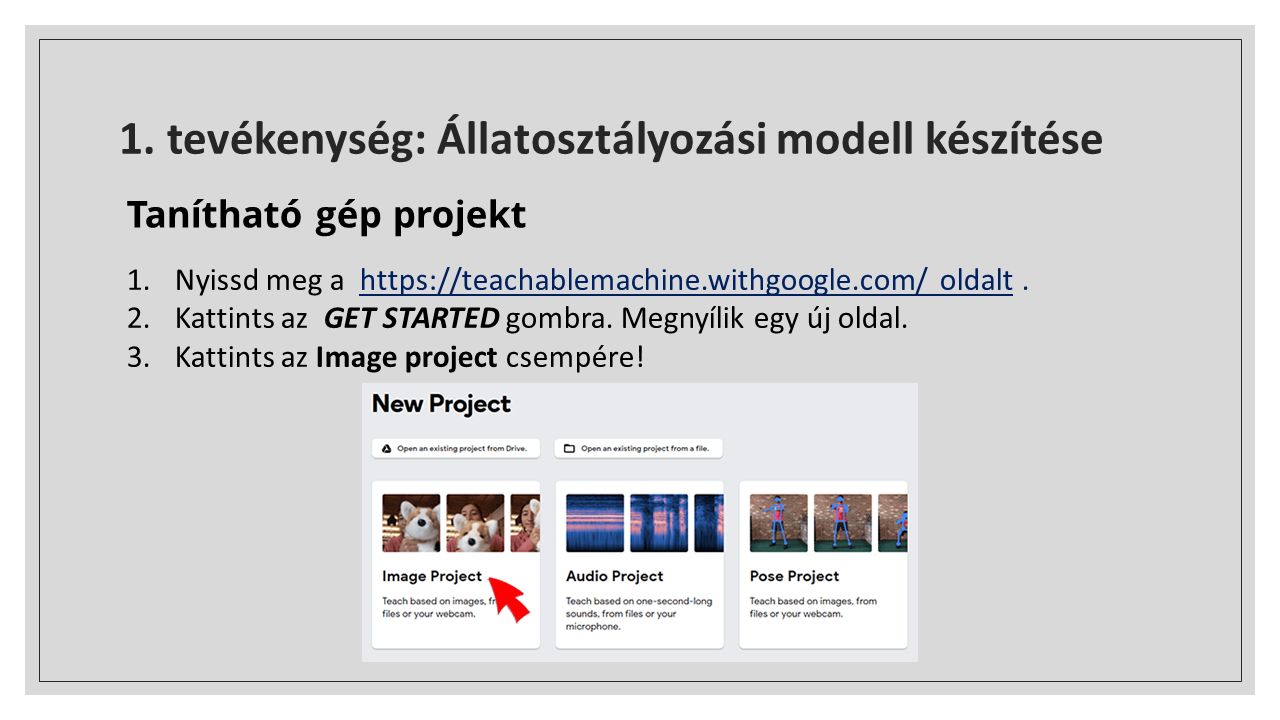 1. tevékenység: Állatosztályozási modell készítése
Tanítható gép projekt
1. Nyissd meg a https://teachablemachine.withgoogle.com/ oldalt .
2. Kattints az GET STARTED gombra. Megnyílik egy új oldal.
3. Kattints az Image project csempére!
New Project
Open an existing project from Drive.
Open an existing project from a file.
Image Project
Teach based on images, fr
files or your webcam.
Audio Project
Teach based on one-second-long
sounds, from files or your
microphone.
Pose Project
Teach based on images, from
files or your webcam.